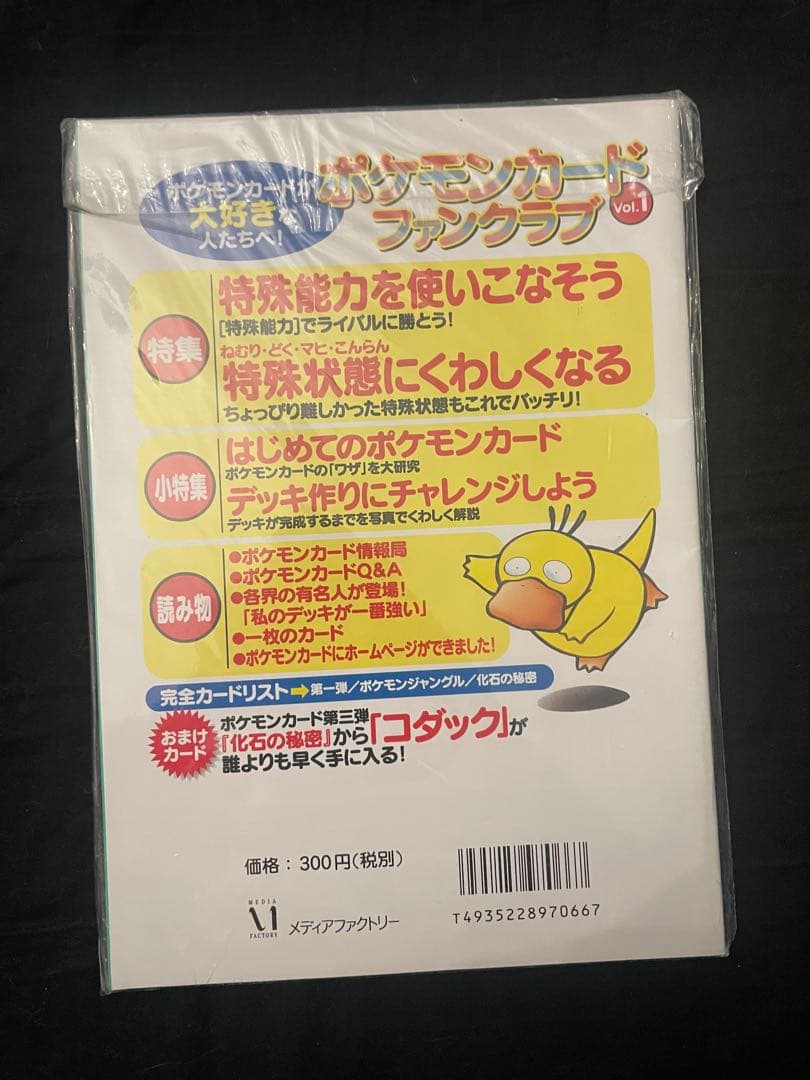 ポケモンカードが
大好きな
人たちへ!
ポケモンカード
ファンクラブ
Vol.1
特集
特殊能力を使いこなそう
[特殊能力]でライバルに勝とう!
ねむり・どく・マヒ・こんらん
特殊状態にくわしくなる
ちょっぴり難しかった特殊状態もこれでバッチリ!
小特集
はじめてのポケモンカード
ポケモンカードの「ワザ」を大研究
デッキ作りにチャレンジしよう
デッキが完成するまでを写真でくわしく解説
読み物
●ポケモンカード情報局
●ポケモンカードQ&A
●各界の有名人が登場!
「私のデッキが一番強い」
●一枚のカード
●ポケモンカードにホームページができました!
完全カードリスト➡第一弾/ポケモンジャングル/化石の秘密
おまけ
カード
ポケモンカード第三弾
『化石の秘密』から「コダック」が
誰よりも早く手に入る!
価格:300円(税別)
MEDIA
FACTORY
メディアファクトリー
T4935228970667